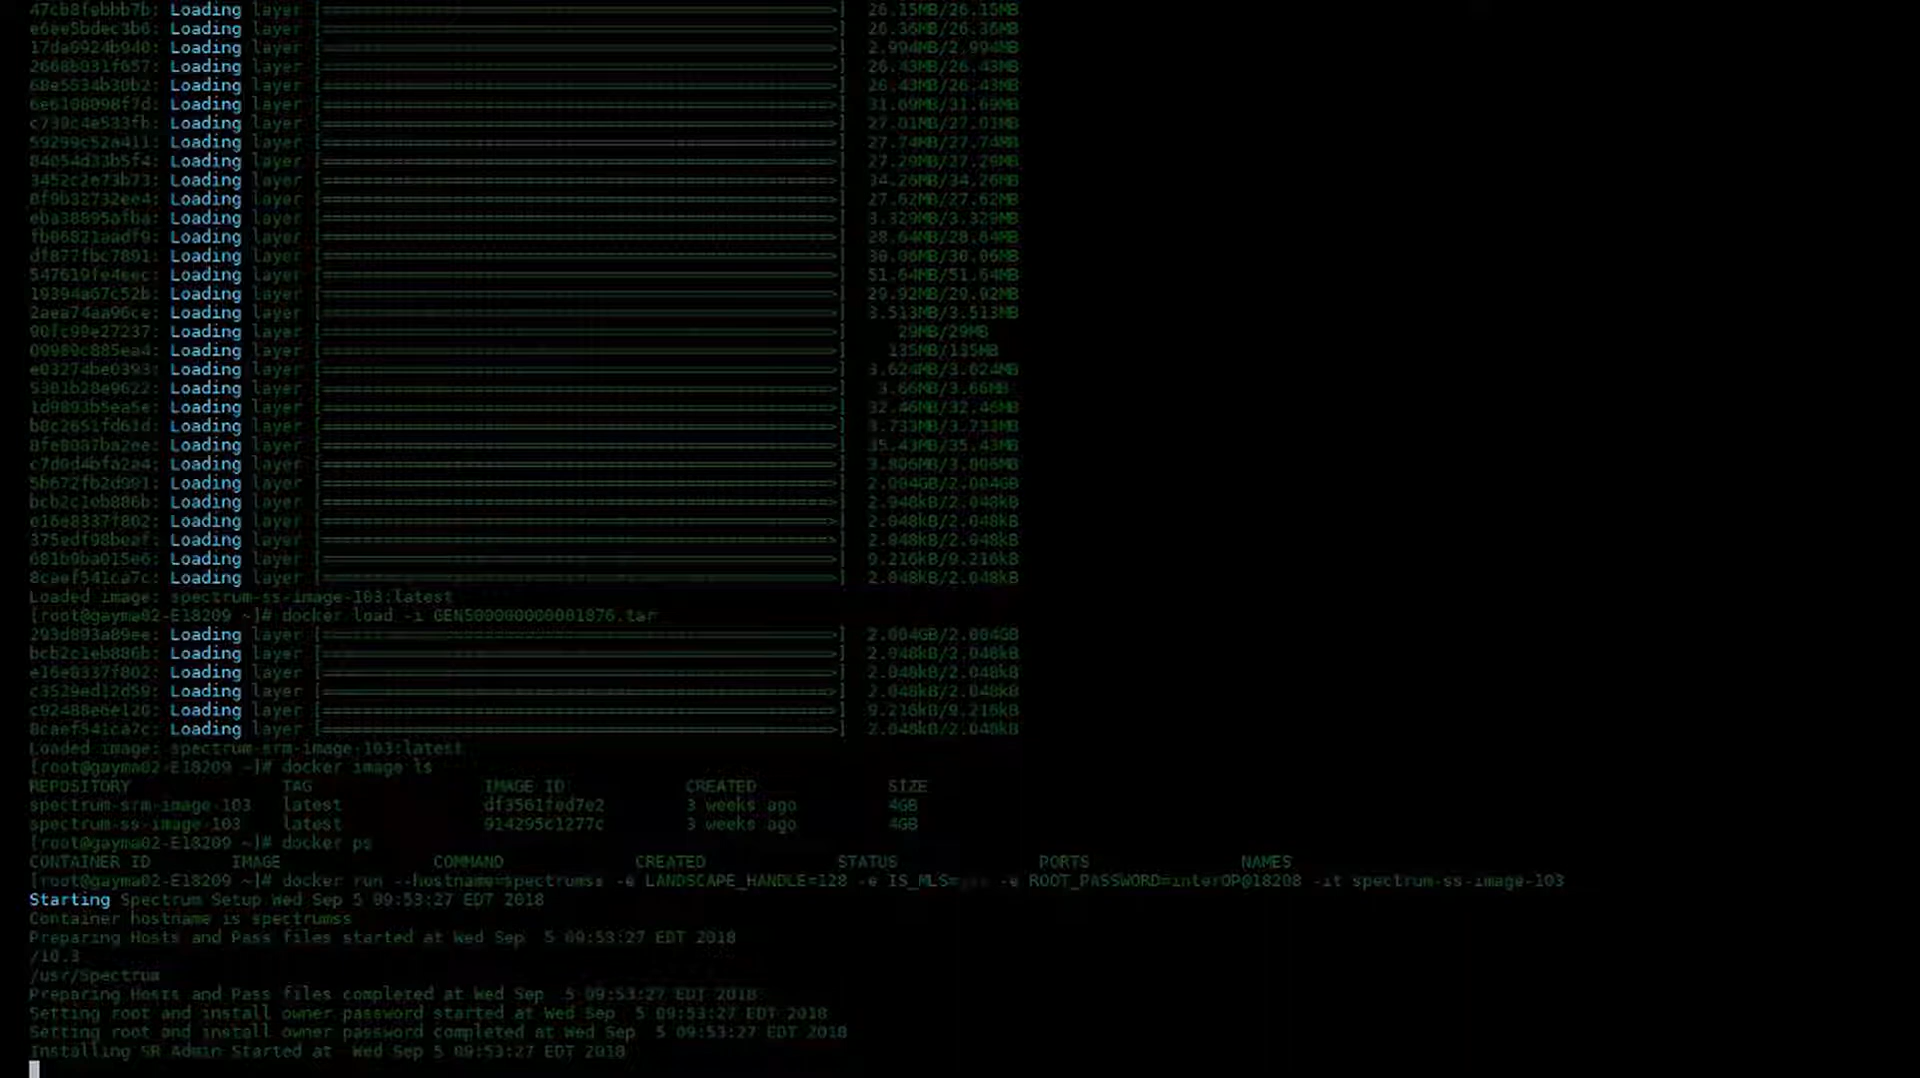 47cb8febbb7b: Loading layer [==================================================>]  26.15MB/26.15MB
e6ee5bdec3b6: Loading layer [==================================================>]  26.36MB/26.36MB
17da6924b940: Loading layer [==================================================>]  2.994MB/2.994MB
2668b031f657: Loading layer [==================================================>]  26.43MB/26.43MB
68e5534b30b2: Loading layer [==================================================>]  26.43MB/26.43MB
6e6108098f7d: Loading layer [==================================================>]  31.69MB/31.69MB
c739c4e533fb: Loading layer [==================================================>]  27.01MB/27.01MB
59299c52a411: Loading layer [==================================================>]  27.74MB/27.74MB
84054d33b5f4: Loading layer [==================================================>]  27.29MB/27.29MB
3452c2e73b73: Loading layer [==================================================>]  34.26MB/34.26MB
8f9b32732ee4: Loading layer [==================================================>]  27.62MB/27.62MB
eba38895afba: Loading layer [==================================================>]  3.329MB/3.329MB
fb06821aadf9: Loading layer [==================================================>]  28.64MB/28.64MB
df877fbc7891: Loading layer [==================================================>]  30.06MB/30.06MB
547619fe4eec: Loading layer [==================================================>]  51.64MB/51.64MB
19394a67c52b: Loading layer [==================================================>]  29.92MB/29.92MB
2aea74aa96ce: Loading layer [==================================================>]  3.513MB/3.513MB
90fc99e27237: Loading layer [==================================================>]  29MB/29MB
09989c885ea4: Loading layer [==================================================>]  135MB/135MB
e03274be0393: Loading layer [==================================================>]  3.624MB/3.624MB
5301b28e9622: Loading layer [==================================================>]  3.66MB/3.66MB
1d9893b5ea5e: Loading layer [==================================================>]  32.46MB/32.46MB
b8c2651fd61d: Loading layer [==================================================>]  3.733MB/3.733MB
8fe8087ba2ee: Loading layer [==================================================>]  35.43MB/35.43MB
c7d0d4bfa2a4: Loading layer [==================================================>]  3.806MB/3.806MB
5b672fb2d991: Loading layer [==================================================>]  2.004GB/2.004GB
bcb2c1eb886b: Loading layer [==================================================>]  2.048kB/2.048kB
e16e8337f802: Loading layer [==================================================>]  2.048kB/2.048kB
375edf98beaf: Loading layer [==================================================>]  2.048kB/2.048kB
681b9ba015e6: Loading layer [==================================================>]  9.216kB/9.216kB
8caef541ca7c: Loading layer [==================================================>]  2.048kB/2.048kB
Loaded image: spectrum-ss-image-103:latest
[root@gayma02-E18209 ~]# docker load -i GEN500000000001876.tar
293d893a89ee: Loading layer [==================================================>]  2.004GB/2.004GB
bcb2c1eb886b: Loading layer [==================================================>]  2.048kB/2.048kB
e16e8337f802: Loading layer [==================================================>]  2.048kB/2.048kB
c3529ed12d59: Loading layer [==================================================>]  2.048kB/2.048kB
c92488e6e120: Loading layer [==================================================>]  9.216kB/9.216kB
8caef541ca7c: Loading layer [==================================================>]  2.048kB/2.048kB
Loaded image: spectrum-srm-image-103:latest
[root@gayma02-E18209 ~]# docker image ls
REPOSITORY TAG IMAGE ID CREATED SIZE
spectrum-srm-image-103 latest df3561fed7e2 3 weeks ago 4GB
spectrum-ss-image-103 latest 914295c1277c 3 weeks ago 4GB
[root@gayma02-E18209 ~]# docker ps
CONTAINER ID IMAGE COMMAND CREATED STATUS PORTS NAMES
[root@gayma02-E18209 ~]# docker run --hostname=spectrumss -e LANDSCAPE_HANDLE=128 -e IS_MLS= -e ROOT_PASSWORD=interOP@18208 -it spectrum-ss-image-103
Starting Spectrum Setup Wed Sep 5 09:53:27 EDT 2018
Container hostname is spectrumss
Preparing Hosts and Pass files started at Wed Sep  5 09:53:27 EDT 2018
/10.3
/usr/Spectrum
Preparing Hosts and Pass files completed at Wed Sep  5 09:53:27 EDT 2018
Setting root and install owner password started at Wed Sep  5 09:53:27 EDT 2018
Setting root and install owner password completed at Wed Sep  5 09:53:27 EDT 2018
Installing SR Admin Started at  Wed Sep 5 09:53:27 EDT 2018